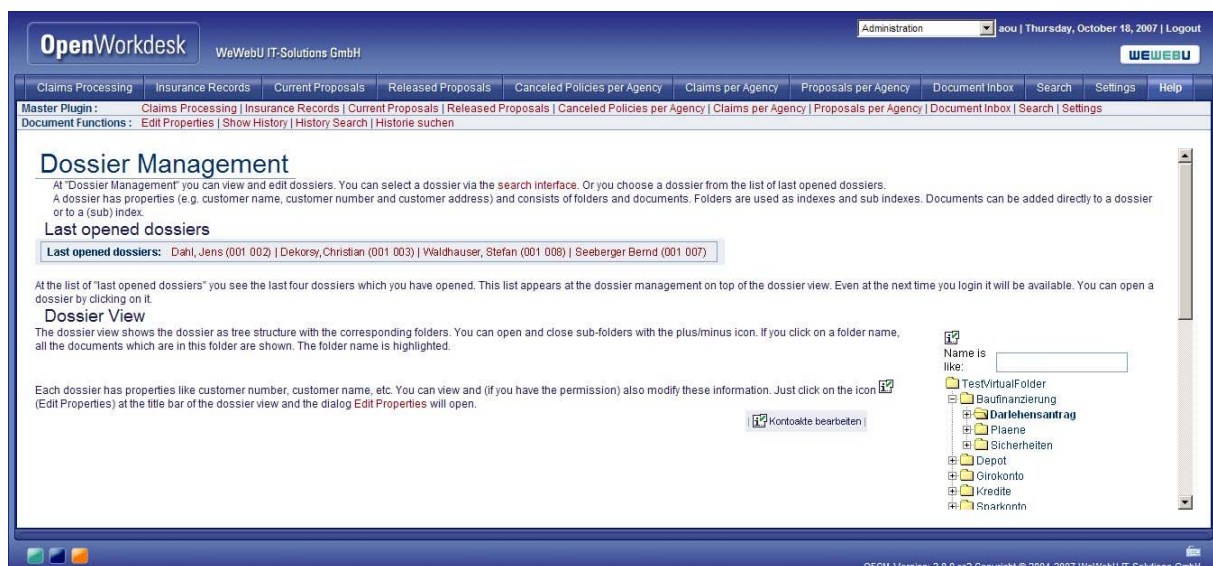 OpenWorkdesk
WeWebU IT-Solutions GmbH
Administration
aou | Thursday, October 18, 2007 | Logout
WEWEBU
Claims Processing Insurance Records Current Proposals Released Proposals Canceled Policies per Agency Claims per Agency Proposals per Agency Document Inbox Search Settings Help
Master Plugin : Claims Processing | Insurance Records | Current Proposals | Released Proposals | Canceled Policies per Agency | Claims per Agency | Proposals per Agency | Document Inbox | Search | Settings
Document Functions : Edit Properties | Show History | History Search | Historie suchen
Dossier Management
At "Dossier Management" you can view and edit dossiers. You can select a dossier via the search interface. Or you choose a dossier from the list of last opened dossiers.
A dossier has properties (e.g. customer name, customer number and customer address) and consists of folders and documents. Folders are used as indexes and sub indexes. Documents can be added directly to a dossier
or to a (sub) index.
Last opened dossiers
Last opened dossiers: Dahl, Jens (001 002) | Dekorsy, Christian (001 003) | Waldhauser, Stefan (001 008) | Seeberger Bernd (001 007)
At the list of "last opened dossiers" you see the last four dossiers which you have opened. This list appears at the dossier management on top of the dossier view. Even at the next time you login it will be available. You can open a
dossier by clicking on it.
Dossier View
The dossier view shows the dossier as tree structure with the corresponding folders. You can open and close sub-folders with the plus/minus icon. If you click on a folder name,
all the documents which are in this folder are shown. The folder name is highlighted.
Each dossier has properties like customer number, customer name, etc. You can view and (if you have the permission) also modify these information. Just click on the icon
(Edit Properties) at the title bar of the dossier view and the dialog Edit Properties will open.
| Kontoakte bearbeiten |
Name is
like:
TestVirtualFolder
Baufinanzierung
Darlehensantrag
Plaene
Sicherheiten
Depot
Girokonto
Kredite
Sparkonto